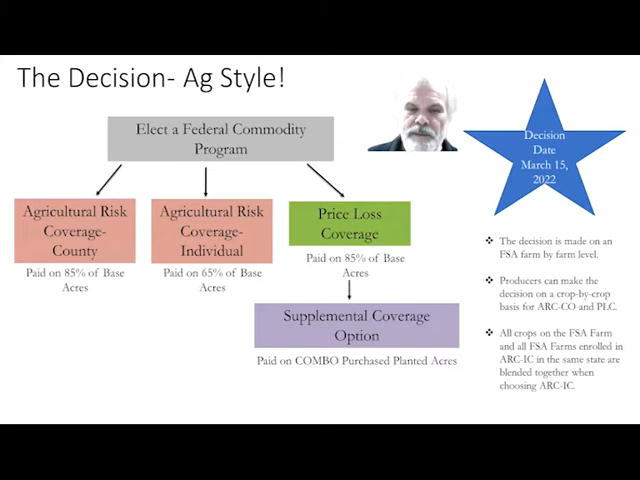 The Decision- Ag Style!
Elect a Federal Commodity
Program
Decision
Date
March 15,
2022
Agricultural Risk
Coverage-
County
Paid on 85% of Base
Acres
Agricultural Risk
Coverage-
Individual
Paid on 65% of Base
Acres
Price Loss
Coverage
Paid on 85% of Base
Acres
Supplemental Coverage
Option
Paid on COMBO Purchased Planted Acres
The decision is made on an
FSA farm by farm level.
Producers can make the
decision on a crop-by-crop
basis for ARC-CO and PLC.
All crops on the FSA Farm
and all FSA Farms enrolled in
ARC-IC in the same state are
blended together when
choosing ARC-IC.